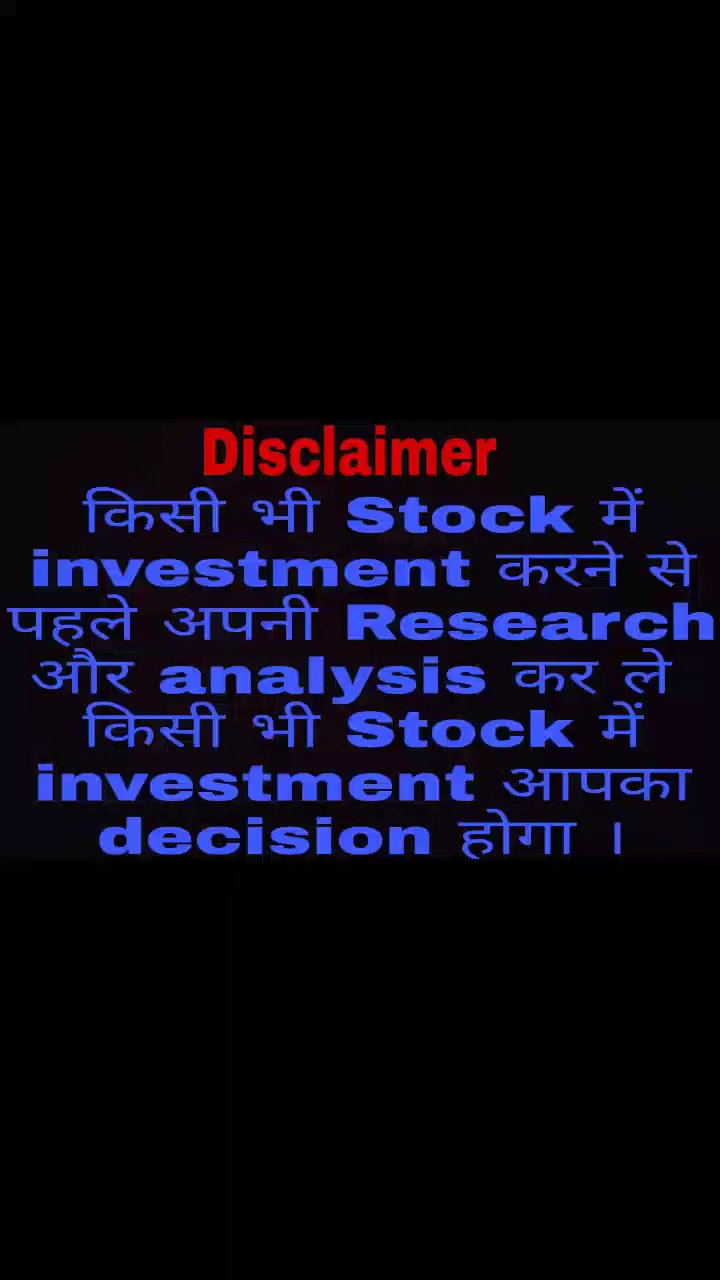 Disclaimer
किसी भी Stock में
investment करने से
पहले अपनी Research
और analysis कर ले
किसी भी Stock में
investment आपका
decision होगा ।